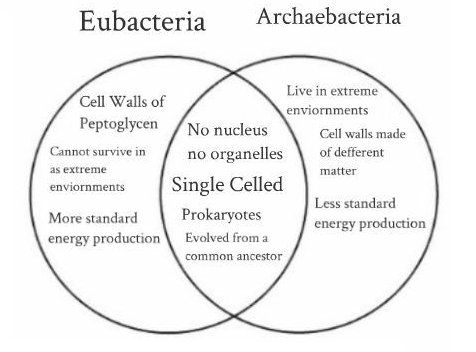 Eubacteria
Archaebacteria
Cell Walls of
Peptoglycen
Cannot survive in
as extreme
enviornments
More standard
energy production
No nucleus
no organelles
Single Celled
Prokaryotes
Evolved from a
common ancestor
Live in extreme
enviornments
Cell walls made
of defferent
matter
Less standard
energy production